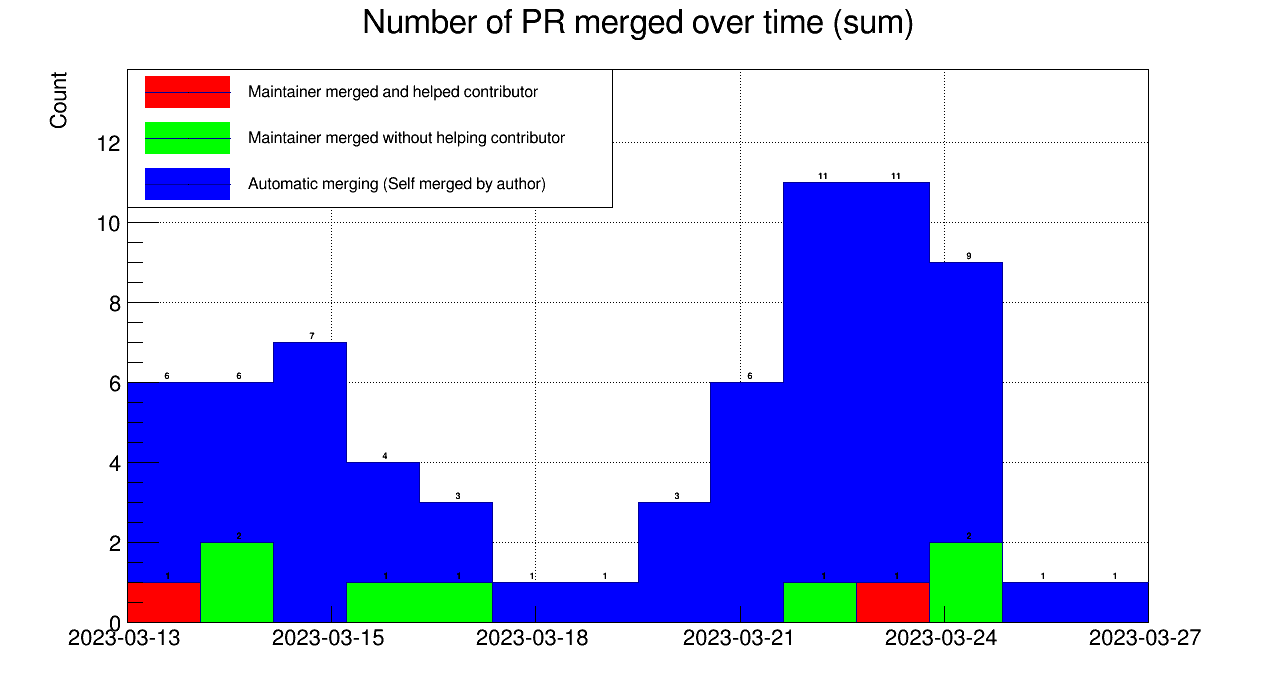 Number of PR merged over time (sum)
Count
Maintainer merged and helped contributor
Maintainer merged without helping contributor
Automatic merging (Self merged by author)
12
10
8
6
4
2
0
11 11
9
7
6 6 6
4
3 3
2 2
1 1 1 1 1 1 1 1 1
2023-03-13 2023-03-15 2023-03-18 2023-03-21 2023-03-24 2023-03-27